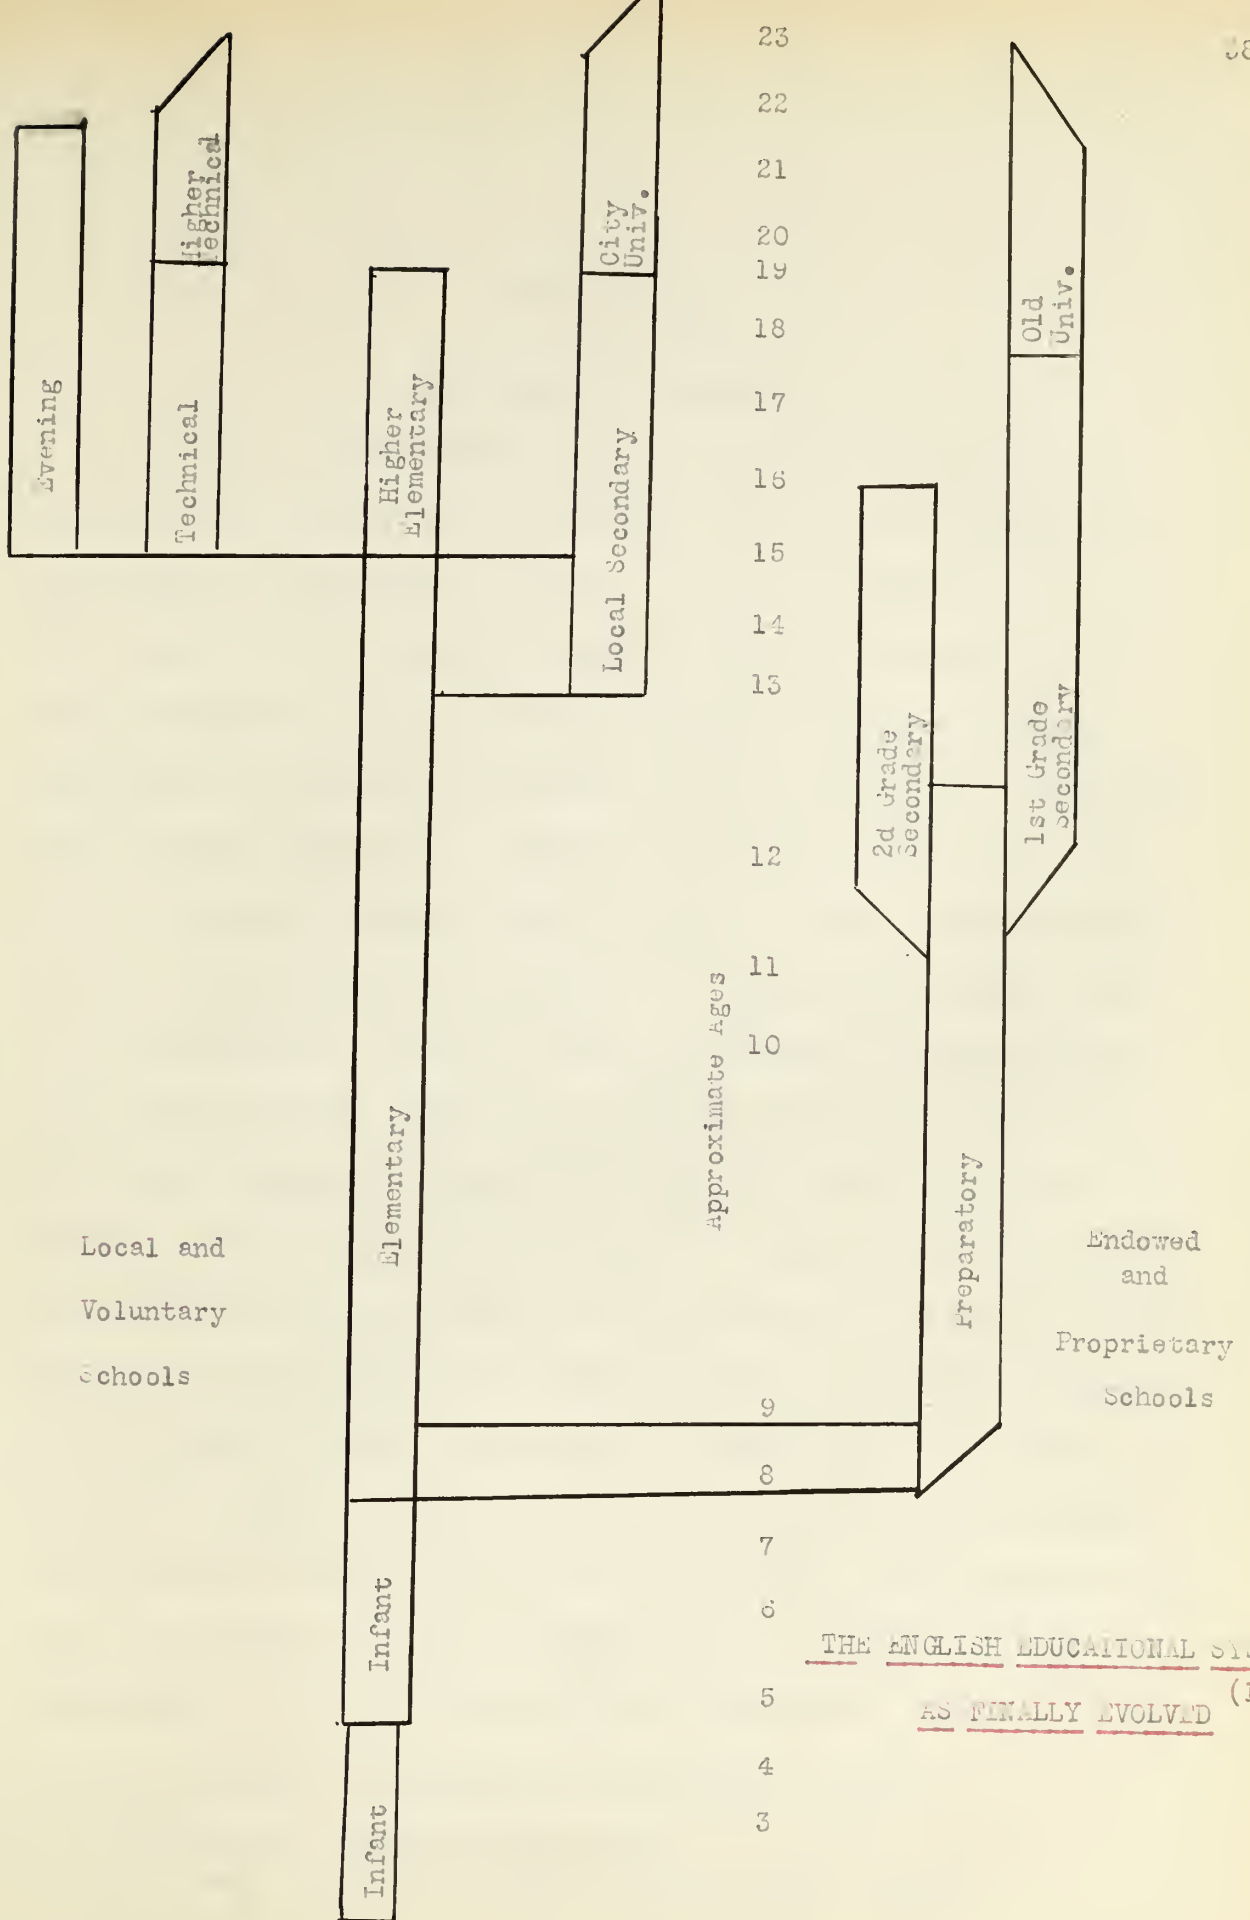 23
22
21
20
19
18
17
16
15
14
13
12
11
10
9
8
7
6
5
4
3
Approximate Ages
Evening
Higher
Technical
Technical
Higher
Elementary
City
Univ.
Local Secondary
Elementary
Infant
Infant
Old
Univ.
1st Grade
Secondary
2d Grade
Secondary
Preparatory
Local and
Voluntary
Schools
Endowed
and
Proprietary
Schools
THE ENGLISH EDUCATIONAL
AS FINALLY EVOLVED